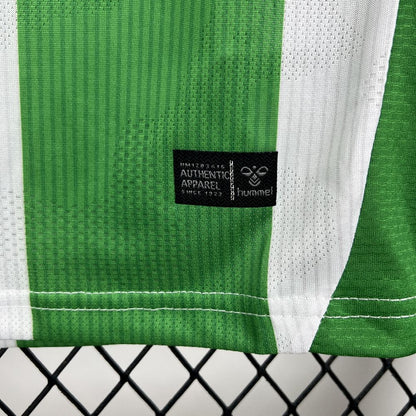 AUTHENTIC
APPAREL
SINCE 1923
hummel